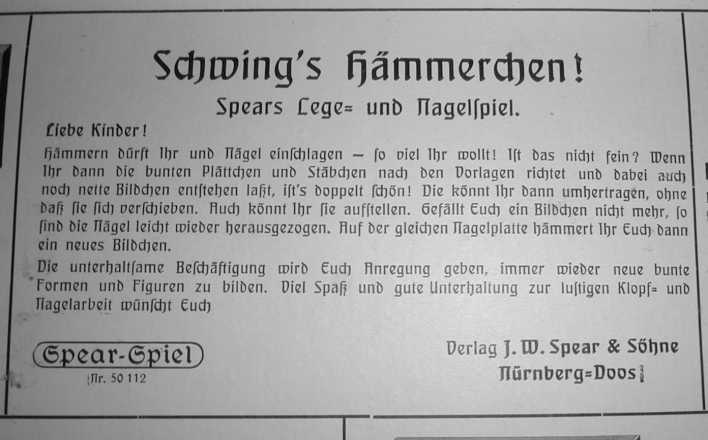 Schwing's Hämmerchen!
Spears Lege= und Nagelspiel.
Liebe Kinder!
Hämmern dürft Ihr und Nägel einschlagen — so viel Ihr wollt! Ist das nicht fein? Wenn
Ihr dann die bunten Plättchen und Stäbchen nach den Vorlagen richtet und dabei auch
noch nette Bildchen entstehen laßt, ist's doppelt schön! Die könnt Ihr dann umhertragen, ohne
daß sie sich verschieben. Auch könnt Ihr sie aufstellen. Gefällt Euch ein Bildchen nicht mehr, so
sind die Nägel leicht wieder herausgezogen. Auf der gleichen Nagelplatte hämmert Ihr Euch dann
ein neues Bildchen.
Die unterhaltsame Beschäftigung wird Euch Anregung geben, immer wieder neue bunte
Formen und Figuren zu bilden. Viel Spaß und gute Unterhaltung zur lustigen Klopf= und
Nagelarbeit wünscht Euch
Spear-Spiel
Nr. 50 112
Verlag J. W. Spear & Söhne
Nürnberg=Doos